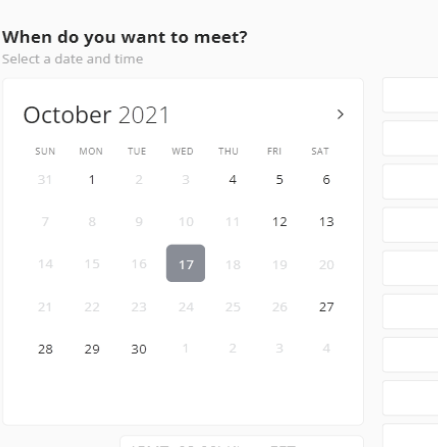 When do you want to meet?
Select a date and time
October 2021
SUN MON TUE WED THU FRI SAT
31 1 2 3 4 5 6
7 8 9 10 11 12 13
14 15 16 17 18 19 20
21 22 23 24 25 26 27
28 29 30 1 2 3 4